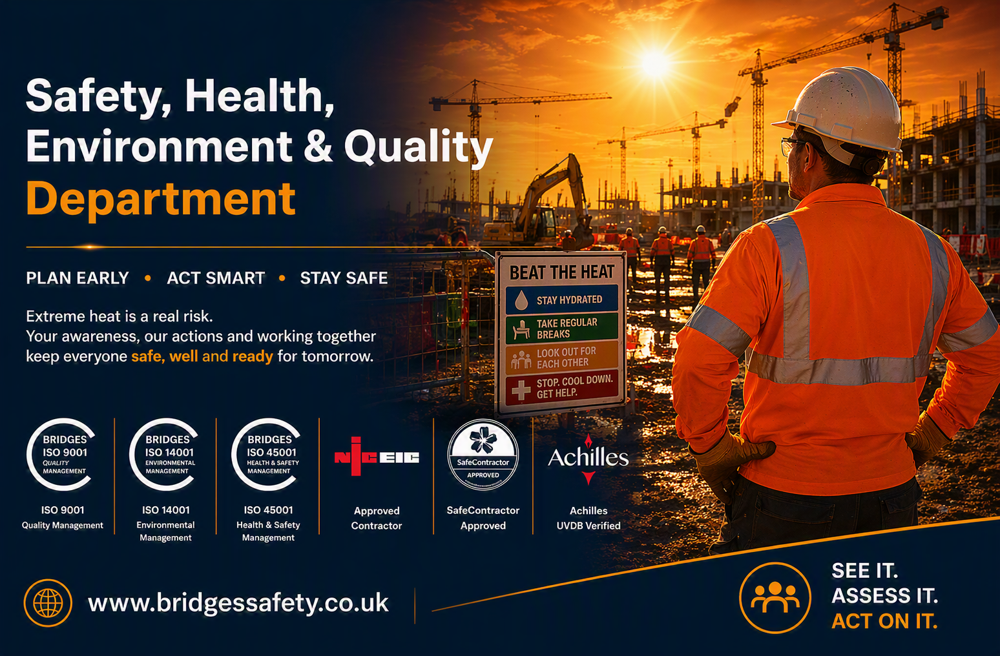 Safety, Health,
Environment & Quality
Department
PLAN EARLY • ACT SMART • STAY SAFE
Extreme heat is a real risk.
Your awareness, our actions and working together
keep everyone safe, well and ready for tomorrow.
BEAT THE HEAT
STAY HYDRATED
TAKE REGULAR
BREAKS
LOOK OUT FOR
EACH OTHER
STOP. COOL DOWN.
GET HELP.
BRIDGES
ISO 9001
QUALITY
MANAGEMENT
ISO 9001
Quality Management
BRIDGES
ISO 14001
ENVIRONMENTAL
MANAGEMENT
ISO 14001
Environmental
Management
BRIDGES
ISO 45001
HEALTH & SAFETY
MANAGEMENT
ISO 45001
Health & Safety
Management
NICEIC
Approved
Contractor
SafeContractor
APPROVED
SafeContractor
Approved
Achilles
Achilles
UVDB Verified
www.bridgessafety.co.uk
SEE IT.
ASSESS IT.
ACT ON IT.